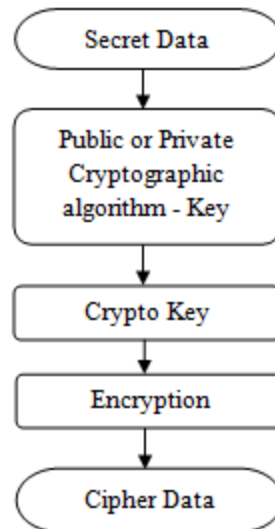 Secret Data
Public or Private
Cryptographic
algorithm - Key
Crypto Key
Encryption
Cipher Data